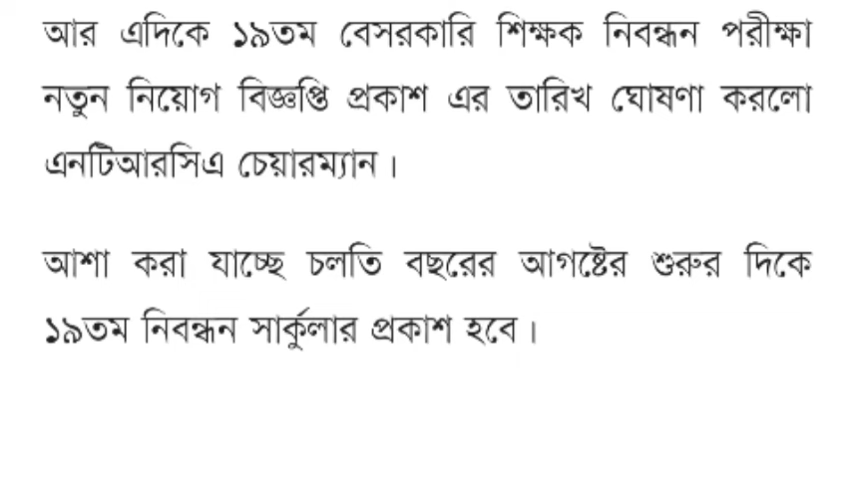 আর এদিকে ১৯তম বেসরকারি শিক্ষক নিবন্ধন পরীক্ষা
নতুন নিয়োগ বিজ্ঞপ্তি প্রকাশ এর তারিখ ঘোষণা করলো
এনটিআরসিএ চেয়ারম্যান।
আশা করা যাচ্ছে চলতি বছরের আগষ্টের শুরুর দিকে
১৯তম নিবন্ধন সার্কুলার প্রকাশ হবে।